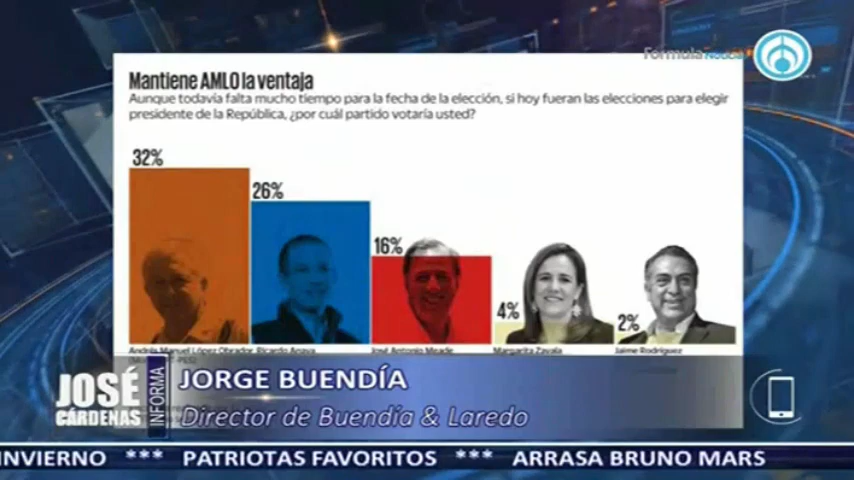 Fórmula
Mantiene AMLO la ventaja
Aunque todavía falta mucho tiempo para la fecha de la elección, si hoy fueran las elecciones para elegir
presidente de la República, ¿por cuál partido votaría usted?
32%
26%
16%
4%
2%
Andrés Manuel López Obrador
Ricardo Anaya
José Antonio Meade
Margarita Zavala
Jaime Rodríguez
JOSÉ
CÁRDENAS
INFORMA
JORGE BUENDÍA
Director de Buendía & Laredo
INVIERNO *** PATRIOTAS FAVORITOS *** ARRASA BRUNO MARS